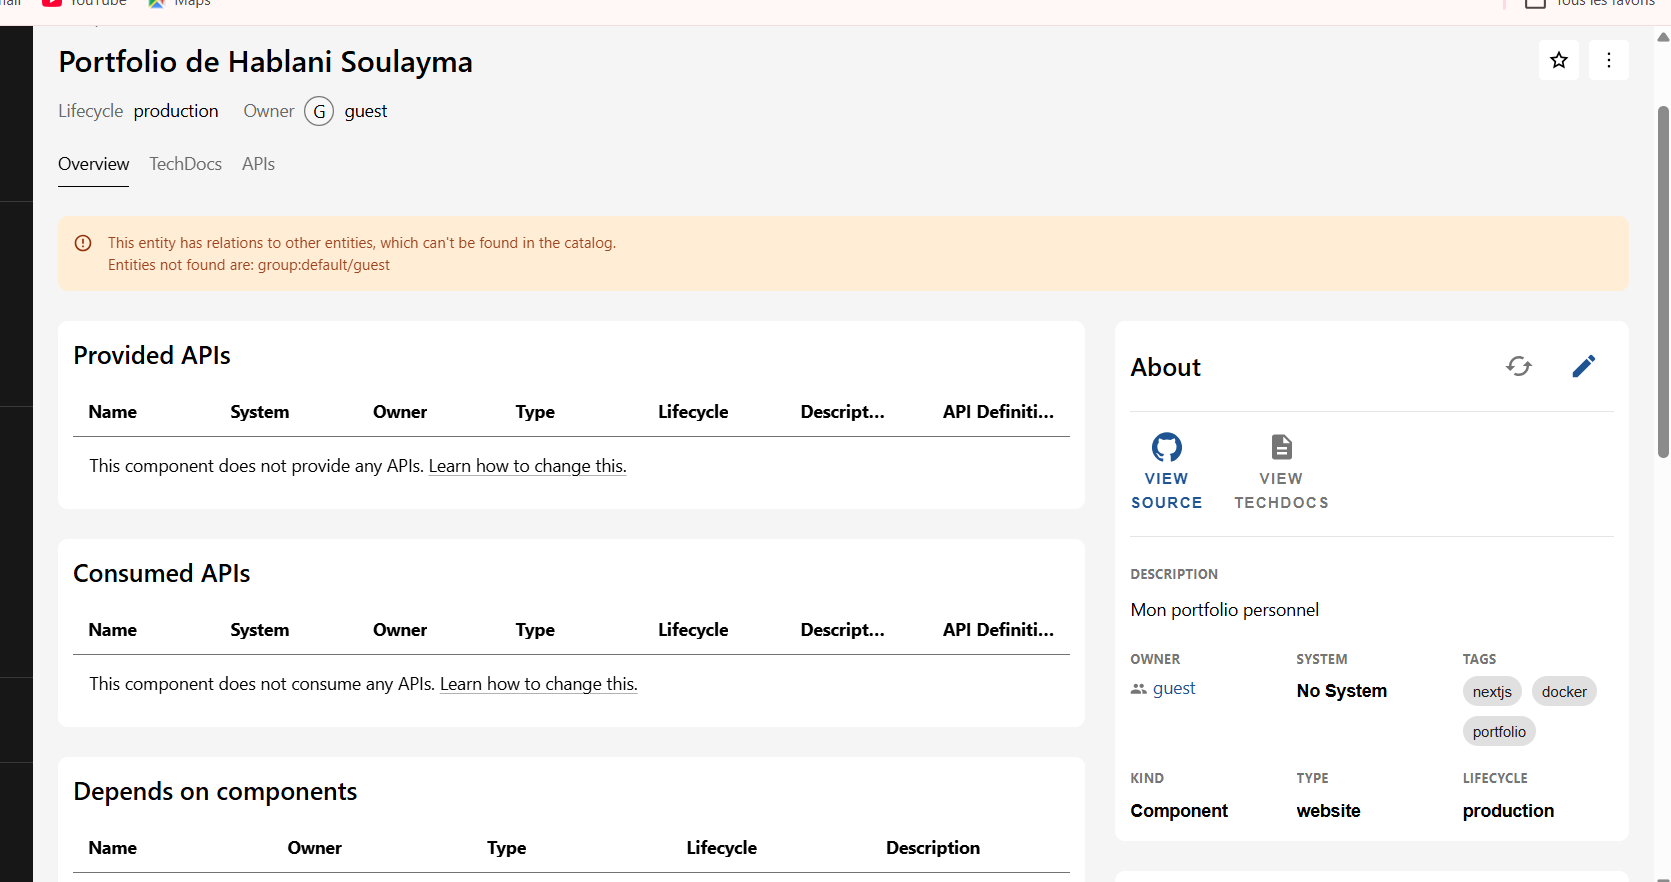 YouTube
Maps
Tous les favoris
Portfolio de Hablani Soulayma
Lifecycle production Owner G guest
Overview TechDocs APIs
This entity has relations to other entities, which can't be found in the catalog.
Entities not found are: group:default/guest
Provided APIs
Name System Owner Type Lifecycle Descript... API Definiti...
This component does not provide any APIs. Learn how to change this.
Consumed APIs
Name System Owner Type Lifecycle Descript... API Definiti...
This component does not consume any APIs. Learn how to change this.
Depends on components
Name Owner Type Lifecycle Description
About
VIEW SOURCE
VIEW TECHDOCS
DESCRIPTION
Mon portfolio personnel
OWNER SYSTEM TAGS
guest No System nextjs docker
portfolio
KIND TYPE LIFECYCLE
Component website production